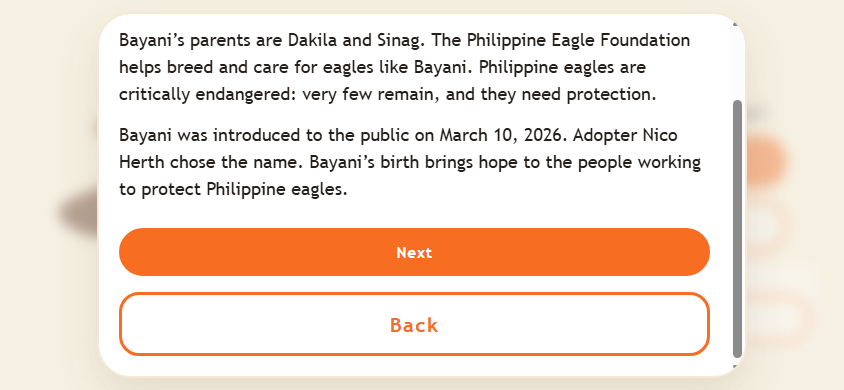 Bayani’s parents are Dakila and Sinag. The Philippine Eagle Foundation
helps breed and care for eagles like Bayani. Philippine eagles are
critically endangered: very few remain, and they need protection.
Bayani was introduced to the public on March 10, 2026. Adopter Nico
Herth chose the name. Bayani’s birth brings hope to the people working
to protect Philippine eagles.
Next
Back